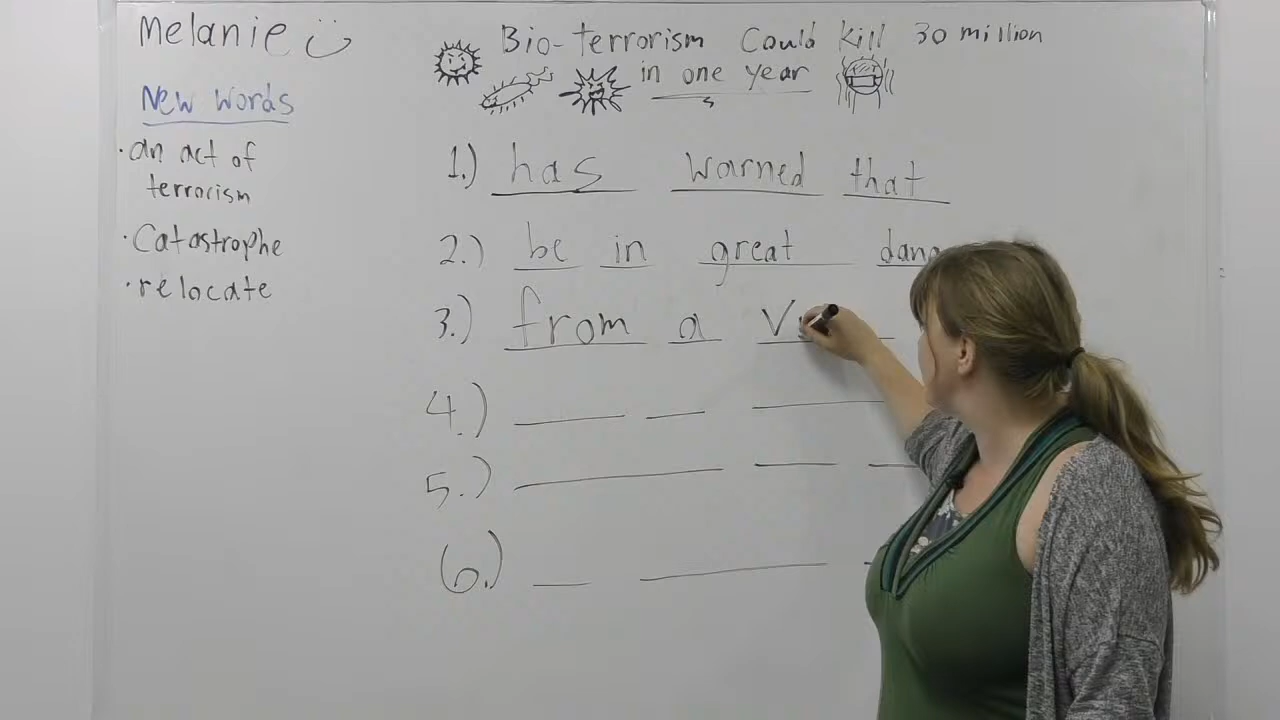 Melanie
Bio-terrorism Could kill 30 million
in one year
New words
• an act of
terrorism
• Catastrophe
• relocate
1.) has warned that
2.) be in great
3.) from a
4.)
5.)
6.)